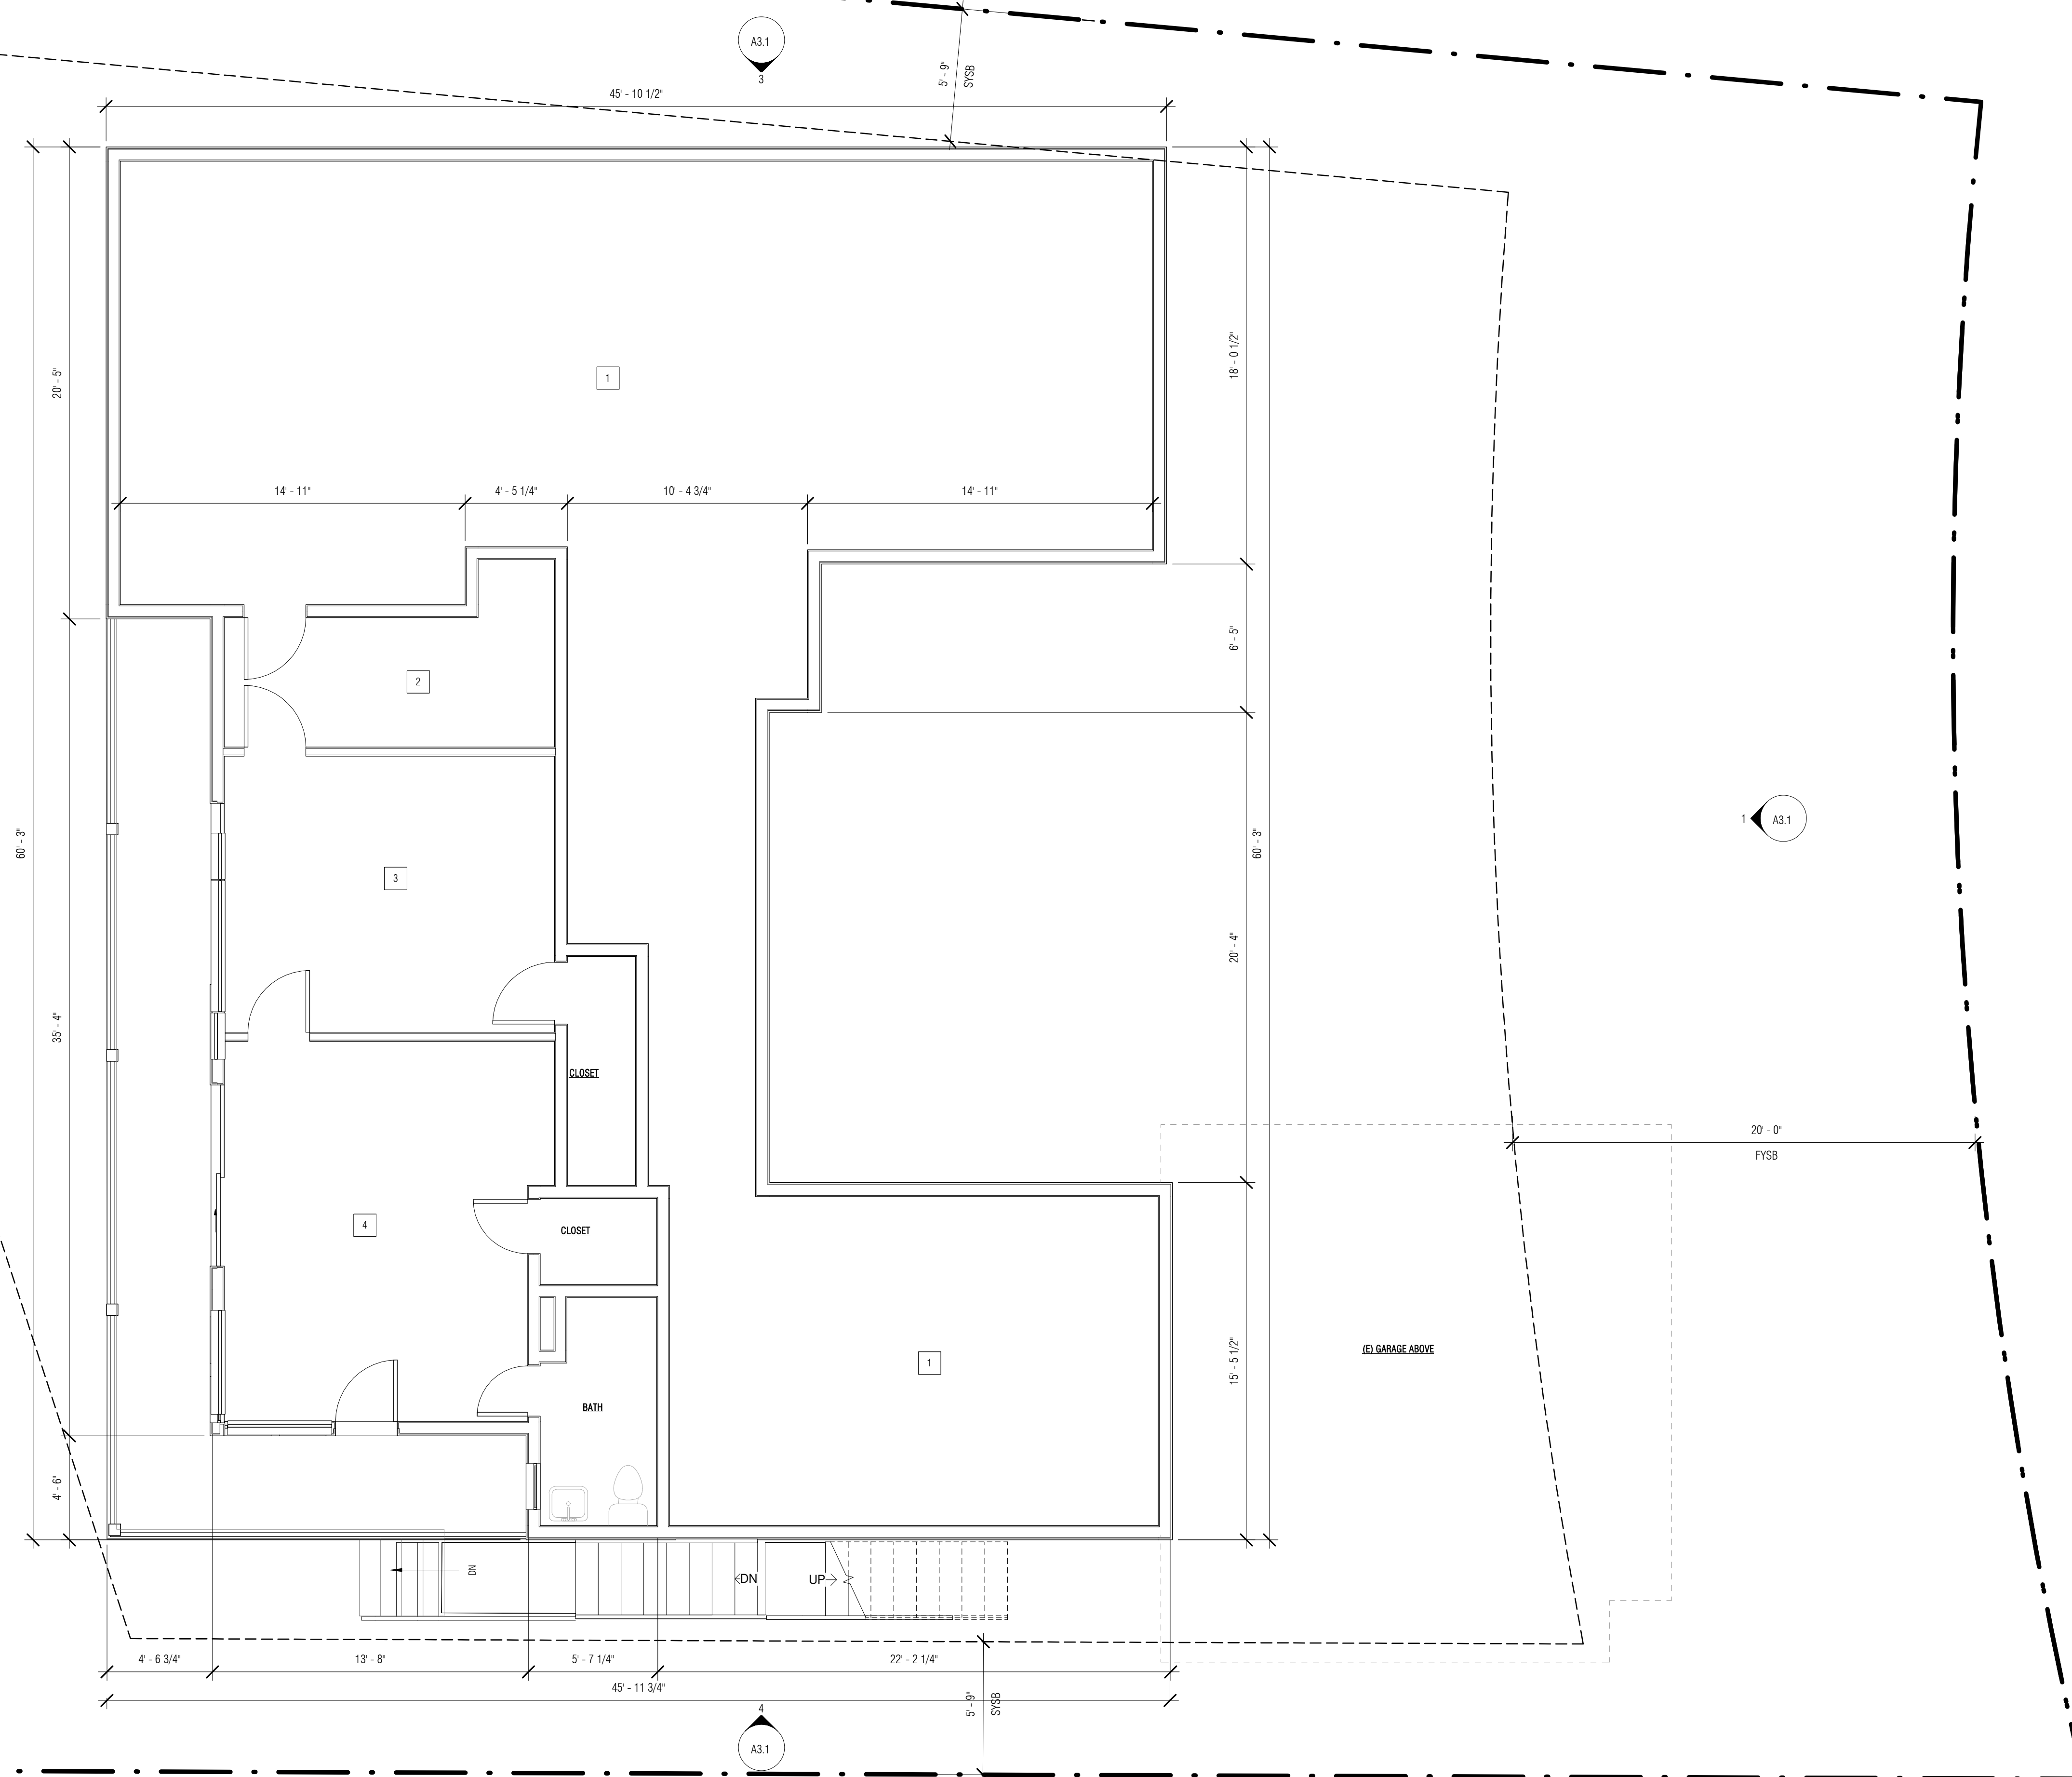 A3.1
3
5' - 9"
SYSB
45' - 10 1/2"
20' - 5"
18' - 0 1/2"
1
14' - 11"
4' - 5 1/4"
10' - 4 3/4"
14' - 11"
6' - 5"
2
60' - 3"
60' - 3"
1
A3.1
3
20' - 4"
35' - 4"
CLOSET
20' - 0"
FYSB
4
CLOSET
15' - 5 1/2"
1
(E) GARAGE ABOVE
BATH
4' - 6"
DN
DN
UP
4' - 6 3/4"
13' - 8"
5' - 7 1/4"
22' - 2 1/4"
45' - 11 3/4"
5' - 9"
SYSB
4
A3.1